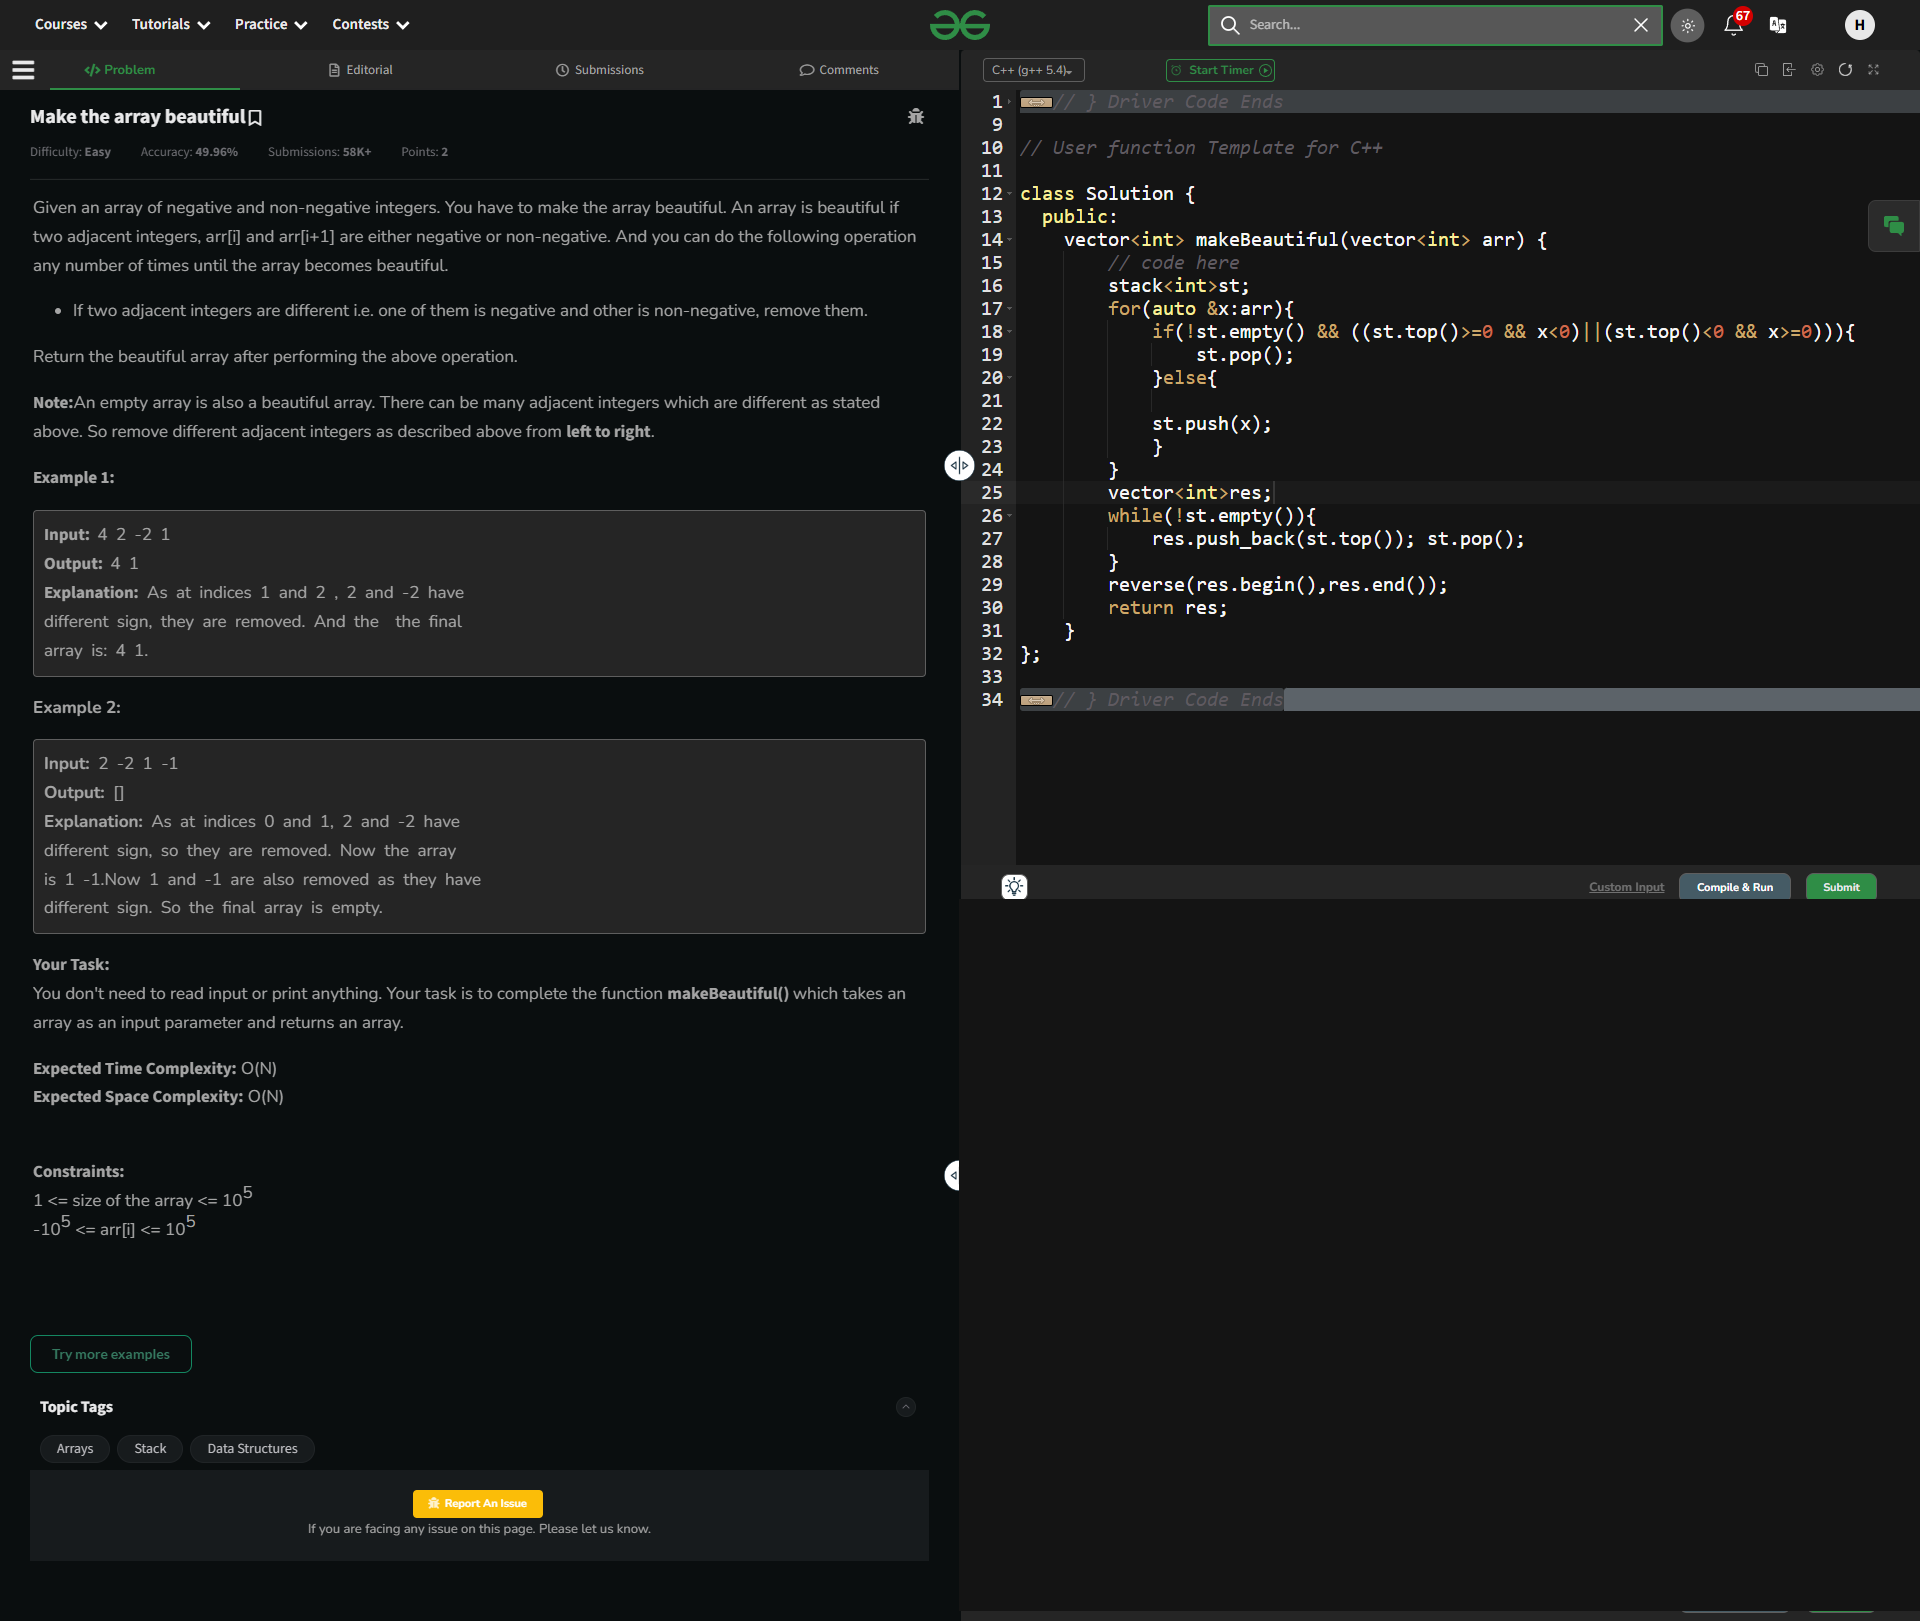 Courses Tutorials Practice Contests
Search...
67
H
Problem Editorial Submissions Comments
Make the array beautiful
Difficulty: Easy Accuracy: 49.96% Submissions: 58K+ Points: 2
Given an array of negative and non-negative integers. You have to make the array beautiful. An array is beautiful if
two adjacent integers, arr[i] and arr[i+1] are either negative or non-negative. And you can do the following operation
any number of times until the array becomes beautiful.
• If two adjacent integers are different i.e. one of them is negative and other is non-negative, remove them.
Return the beautiful array after performing the above operation.
Note:An empty array is also a beautiful array. There can be many adjacent integers which are different as stated
above. So remove different adjacent integers as described above from left to right.
Example 1:
Input: 4 2 -2 1
Output: 4 1
Explanation: As at indices 1 and 2 , 2 and -2 have
different sign, they are removed. And the the final
array is: 4 1.
Example 2:
Input: 2 -2 1 -1
Output: []
Explanation: As at indices 0 and 1, 2 and -2 have
different sign, so they are removed. Now the array
is 1 -1.Now 1 and -1 are also removed as they have
different sign. So the final array is empty.
Your Task:
You don't need to read input or print anything. Your task is to complete the function makeBeautiful() which takes an
array as an input parameter and returns an array.
Expected Time Complexity: O(N)
Expected Space Complexity: O(N)
Constraints:
1 <= size of the array <= 10^5
-10^5 <= arr[i] <= 10^5
Try more examples
Topic Tags
Arrays Stack Data Structures
Report An Issue
If you are facing any issue on this page. Please let us know.
C++ (g++ 5.4) Start Timer
1 // } Driver Code Ends
9
10 // User function Template for C++
11
12 class Solution {
13 public:
14 vector<int> makeBeautiful(vector<int> arr) {
15 // code here
16 stack<int>st;
17 for(auto &x:arr){
18 if(!st.empty() && ((st.top()>=0 && x<0)||(st.top()<0 && x>=0))){
19 st.pop();
20 }else{
21
22 st.push(x);
23 }
24 }
25 vector<int>res;
26 while(!st.empty()){
27 res.push_back(st.top()); st.pop();
28 }
29 reverse(res.begin(),res.end());
30 return res;
31 }
32 };
33
34 // } Driver Code Ends
Custom Input Compile & Run Submit